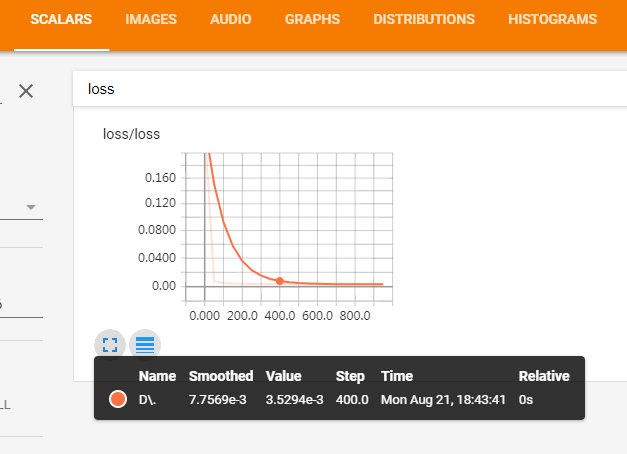 SCALARS IMAGES AUDIO GRAPHS DISTRIBUTIONS HISTOGRAMS
loss
loss/loss
0.160
0.120
0.0800
0.0400
0.00
0.000 200.0 400.0 600.0 800.0
Name Smoothed Value Step Time Relative
D\. 7.7569e-3 3.5294e-3 400.0 Mon Aug 21, 18:43:41 0s